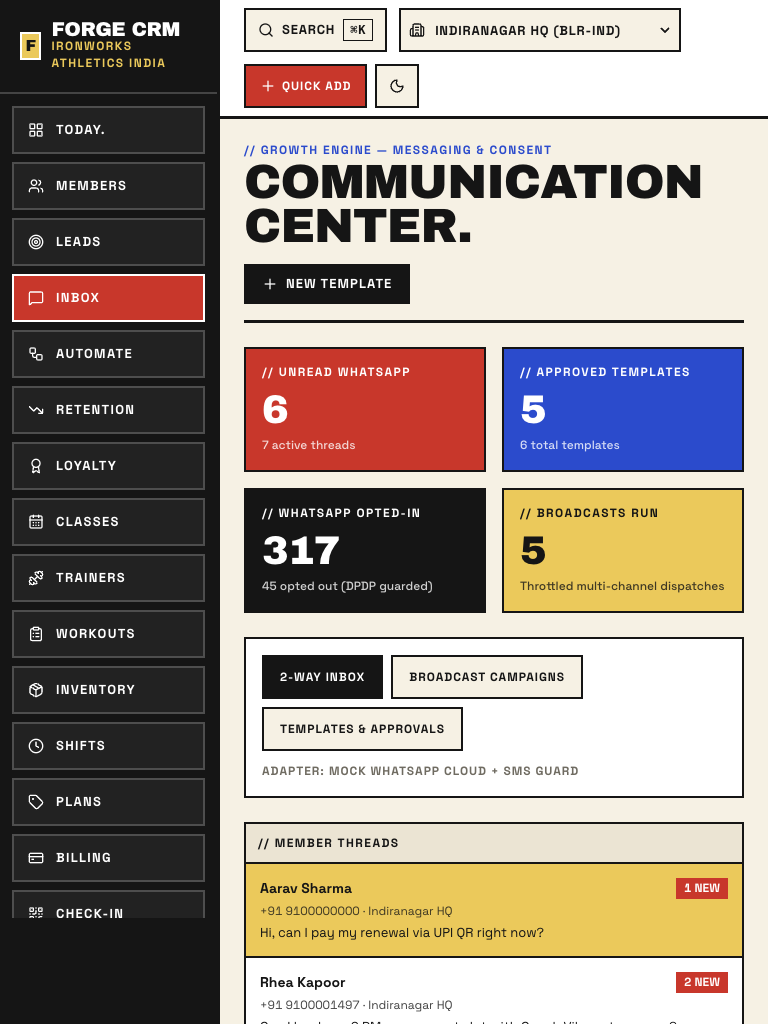 F
FORGE CRM
IRONWORKS
ATHLETICS INDIA
TODAY.
MEMBERS
LEADS
INBOX
AUTOMATE
RETENTION
LOYALTY
CLASSES
TRAINERS
WORKOUTS
INVENTORY
SHIFTS
PLANS
BILLING
CHECK-IN
SEARCH ⌘K
INDIRANAGAR HQ (BLR-IND)
QUICK ADD
// GROWTH ENGINE — MESSAGING & CONSENT
COMMUNICATION
CENTER.
NEW TEMPLATE
// UNREAD WHATSAPP
6
7 active threads
// APPROVED TEMPLATES
5
6 total templates
// WHATSAPP OPTED-IN
317
45 opted out (DPDP guarded)
// BROADCASTS RUN
5
Throttled multi-channel dispatches
2-WAY INBOX
BROADCAST CAMPAIGNS
TEMPLATES & APPROVALS
ADAPTER: MOCK WHATSAPP CLOUD + SMS GUARD
// MEMBER THREADS
Aarav Sharma
1 NEW
+91 9100000000 · Indiranagar HQ
Hi, can I pay my renewal via UPI QR right now?
Rhea Kapoor
2 NEW
+91 9100001497 · Indiranagar HQ